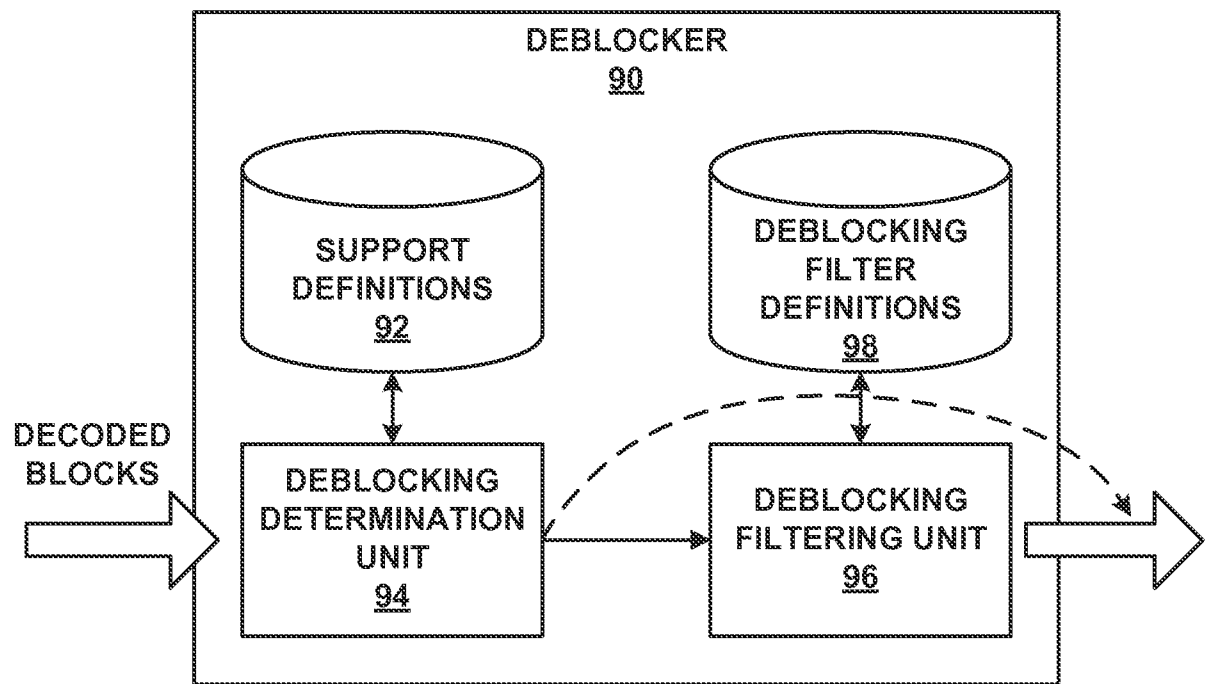 DEBLOCKER
90
SUPPORT
DEFINITIONS
92
DEBLOCKING
FILTER
DEFINITIONS
98
DECODED
BLOCKS
DEBLOCKING
DETERMINATION
UNIT
94
DEBLOCKING
FILTERING UNIT
96